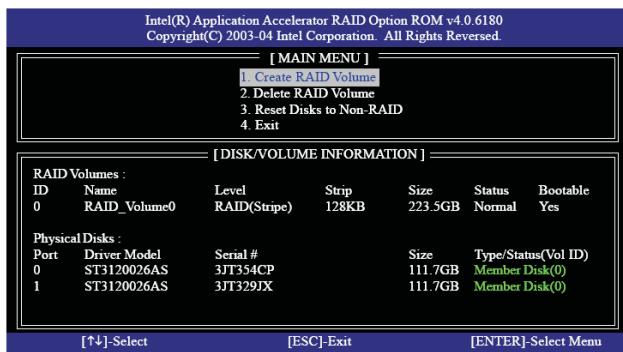 Intel(R) Application Accelerator RAID Option ROM v4.0.6180
Copyright(C) 2003-04 Intel Corporation. All Rights Reversed.
[ MAIN MENU ]
1. Create RAID Volume
2. Delete RAID Volume
3. Reset Disks to Non-RAID
4. Exit
[ DISK/VOLUME INFORMATION ]
RAID Volumes :
ID Name Level Strip Size Status Bootable
0 RAID_Volume0 RAID(Stripe) 128KB 223.5GB Normal Yes
Physical Disks :
Port Driver Model Serial # Size Type/Status(Vol ID)
0 ST3120026AS 3JT354CP 111.7GB Member Disk(0)
1 ST3120026AS 3JT329JX 111.7GB Member Disk(0)
[↑↓]-Select [ESC]-Exit [ENTER]-Select Menu